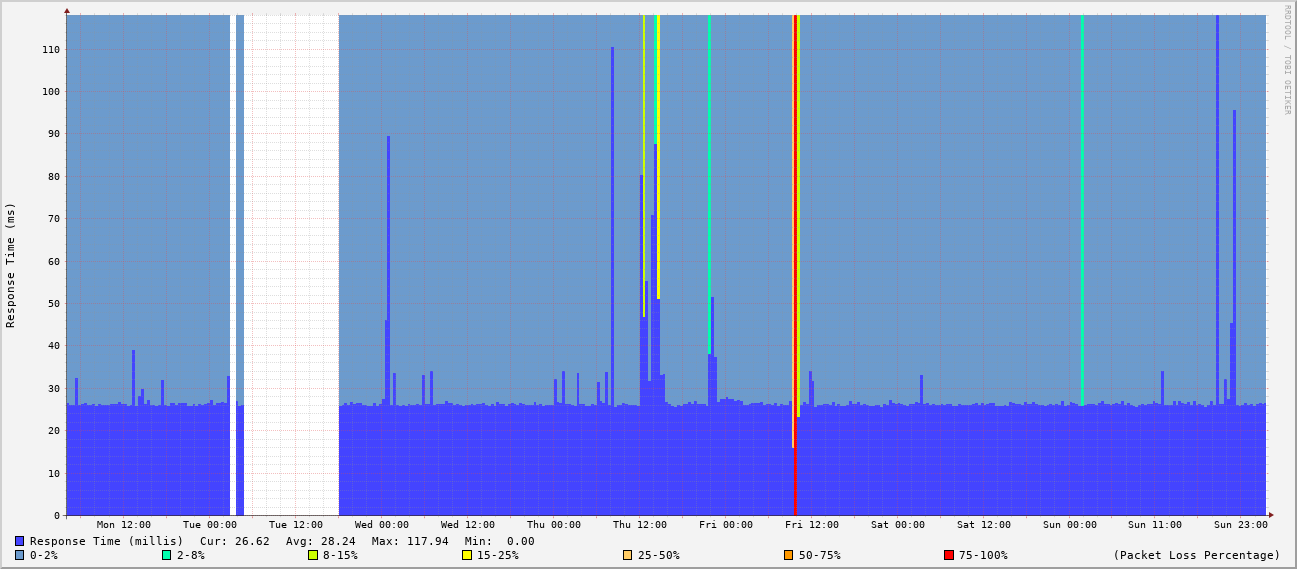 RRDTOOL / TOBI OETIKER
Response Time (ms)
110
100
90
80
70
60
50
40
30
20
10
0
Mon 12:00 Tue 00:00 Tue 12:00 Wed 00:00 Wed 12:00 Thu 00:00 Thu 12:00 Fri 00:00 Fri 12:00 Sat 00:00 Sat 12:00 Sun 00:00 Sun 11:00 Sun 23:00
Response Time (millis) Cur: 26.62 Avg: 28.24 Max: 117.94 Min: 0.00
0-2% 2-8% 8-15% 15-25% 25-50% 50-75% 75-100% (Packet Loss Percentage)